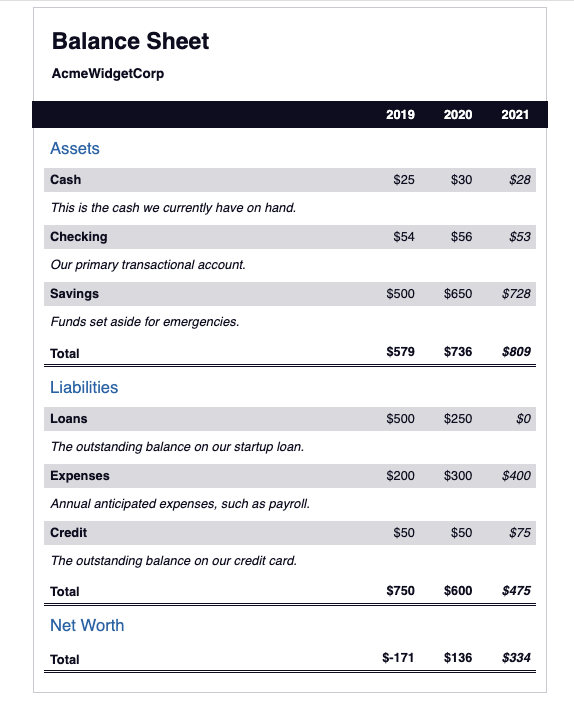 Balance Sheet
AcmeWidgetCorp
2019 2020 2021
Assets
Cash $25 $30 $28
This is the cash we currently have on hand.
Checking $54 $56 $53
Our primary transactional account.
Savings $500 $650 $728
Funds set aside for emergencies.
Total $579 $736 $809
Liabilities
Loans $500 $250 $0
The outstanding balance on our startup loan.
Expenses $200 $300 $400
Annual anticipated expenses, such as payroll.
Credit $50 $50 $75
The outstanding balance on our credit card.
Total $750 $600 $475
Net Worth
Total $-171 $136 $334